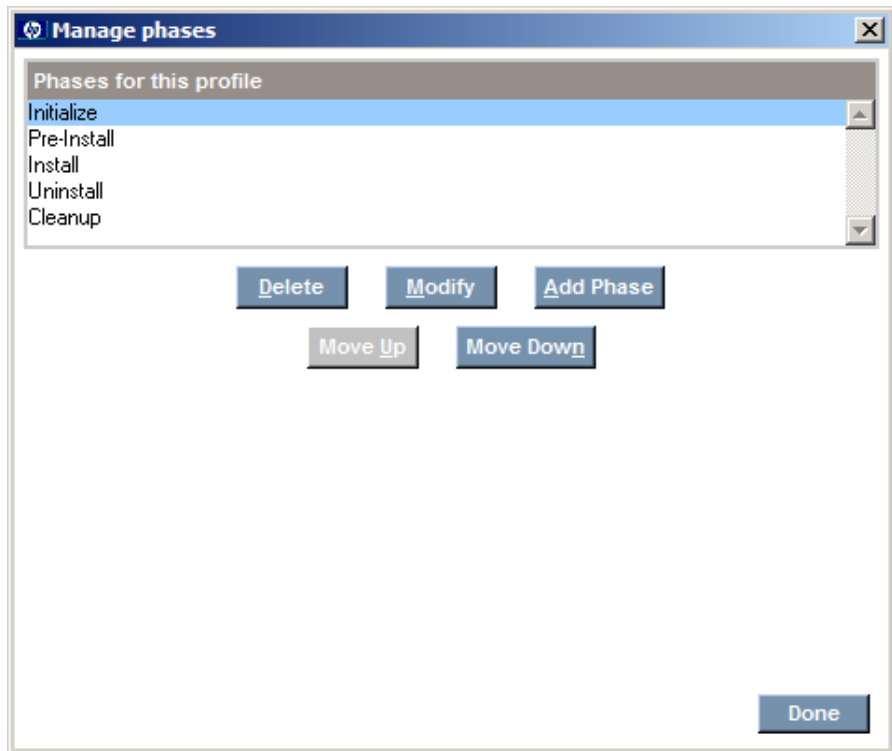 hp Manage phases
Phases for this profile
Initialize
Pre-Install
Install
Uninstall
Cleanup
Delete Modify Add Phase
Move Up Move Down
Done